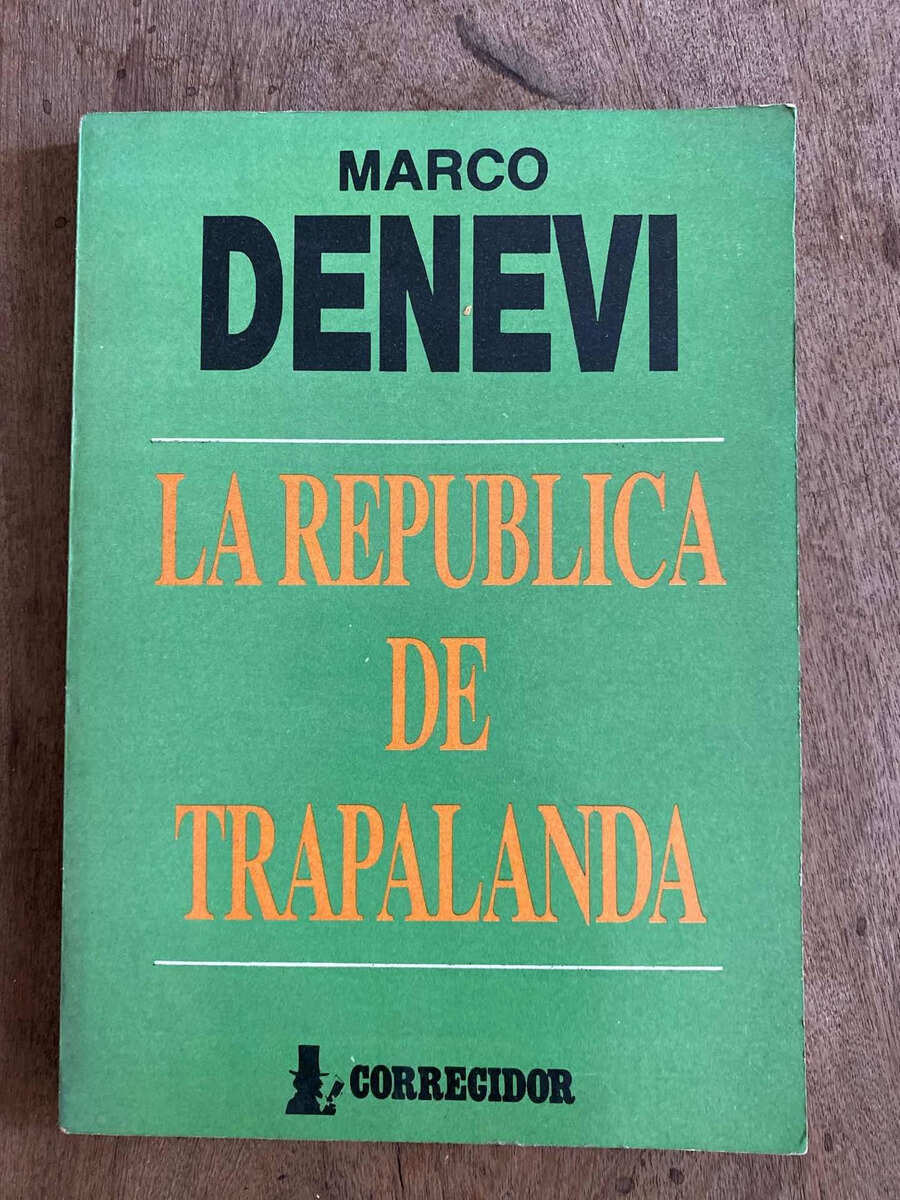 MARCO
DENEVI
LA REPUBLICA
DE
TRAPALANDA
CORREGIDOR